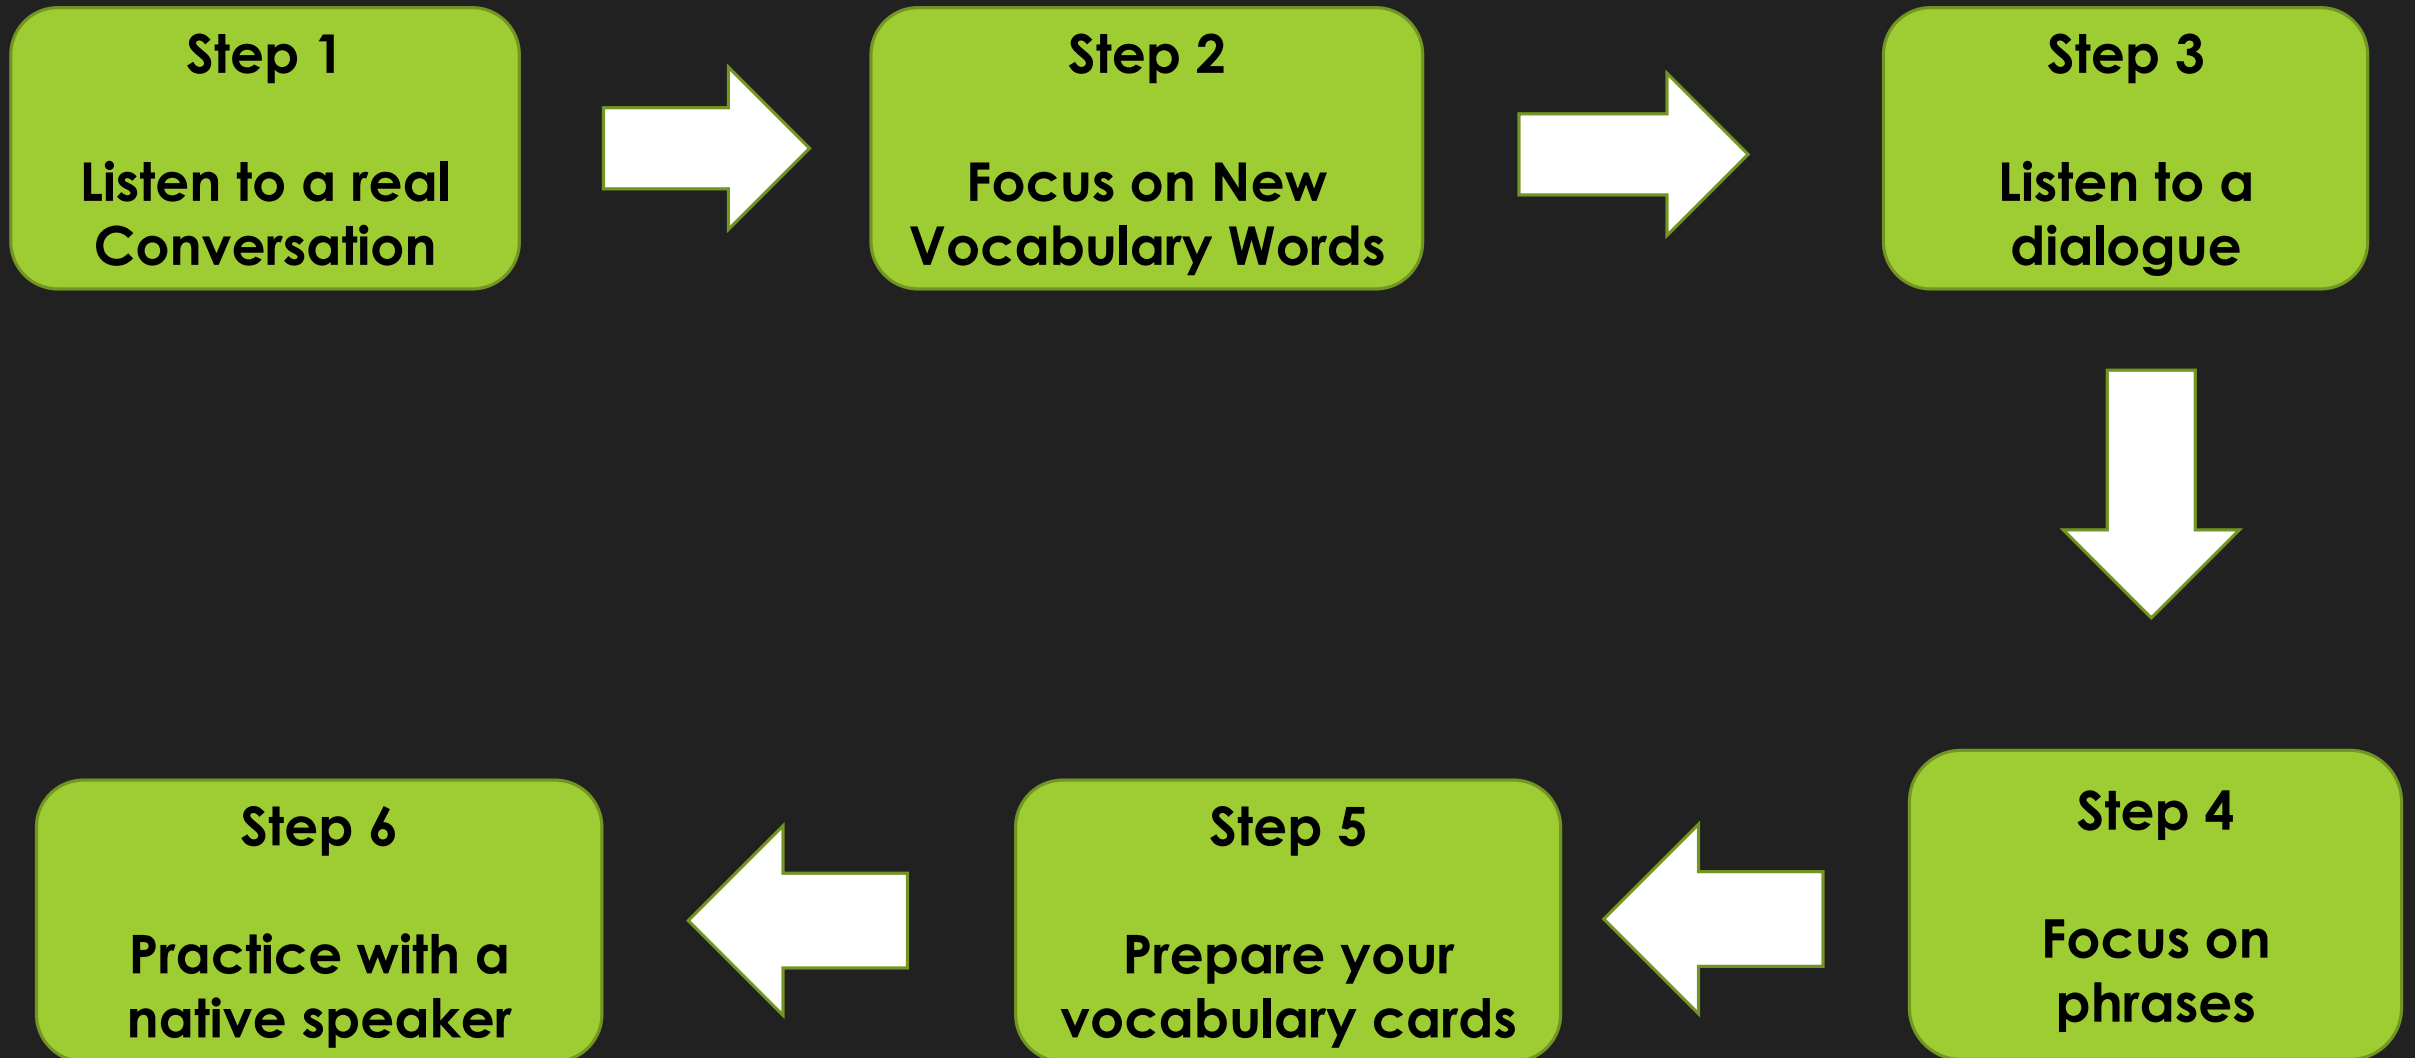 Step 1
Listen to a real
Conversation
Step 2
Focus on New
Vocabulary Words
Step 3
Listen to a
dialogue
Step 4
Focus on
phrases
Step 5
Prepare your
vocabulary cards
Step 6
Practice with a
native speaker